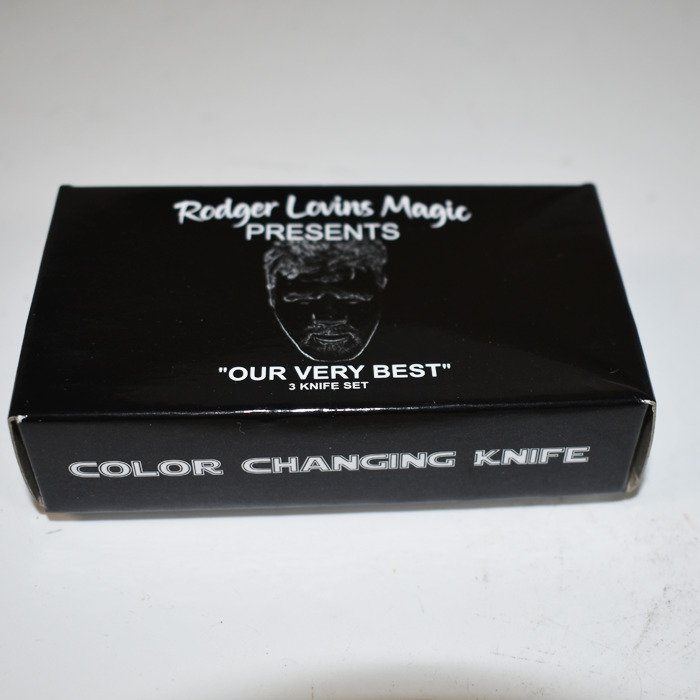 Rodger Lovins Magic
PRESENTS
"OUR VERY BEST"
3 KNIFE SET
COLOR CHANGING KNIFE